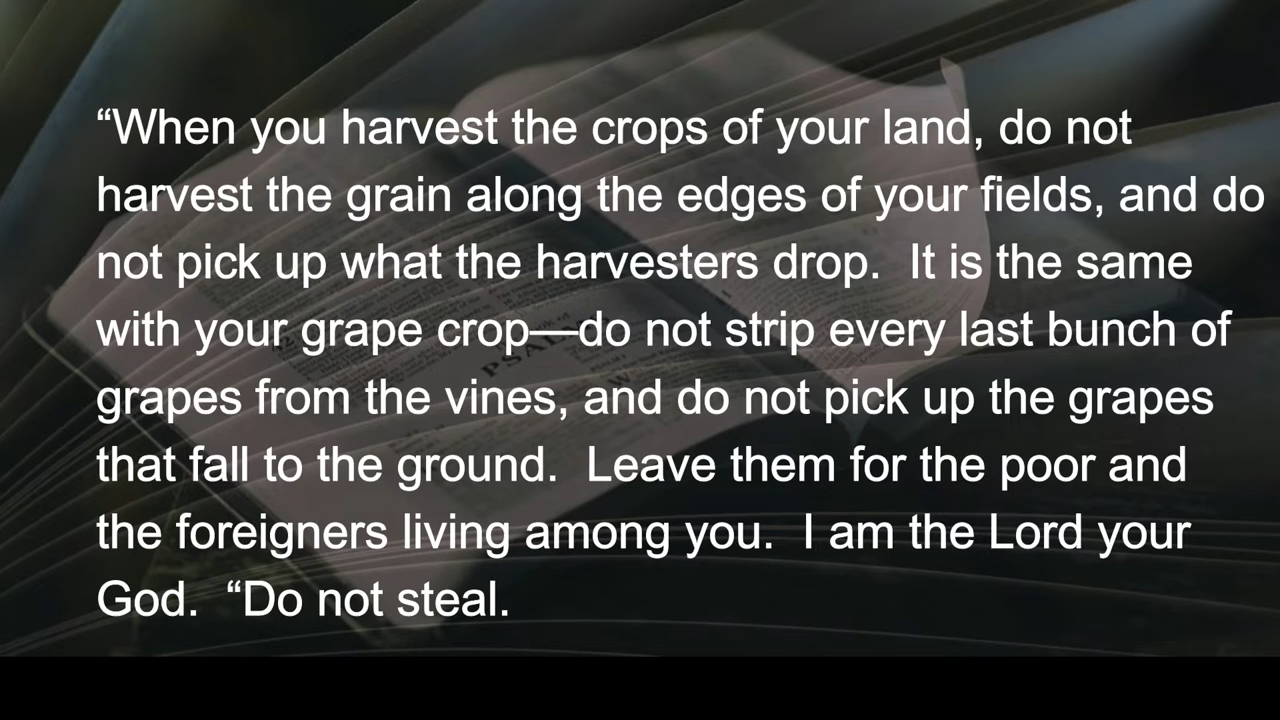 “When you harvest the crops of your land, do not
harvest the grain along the edges of your fields, and do
not pick up what the harvesters drop.  It is the same
with your grape crop—do not strip every last bunch of
grapes from the vines, and do not pick up the grapes
that fall to the ground.  Leave them for the poor and
the foreigners living among you.  I am the Lord your
God.  “Do not steal.
PSALMS